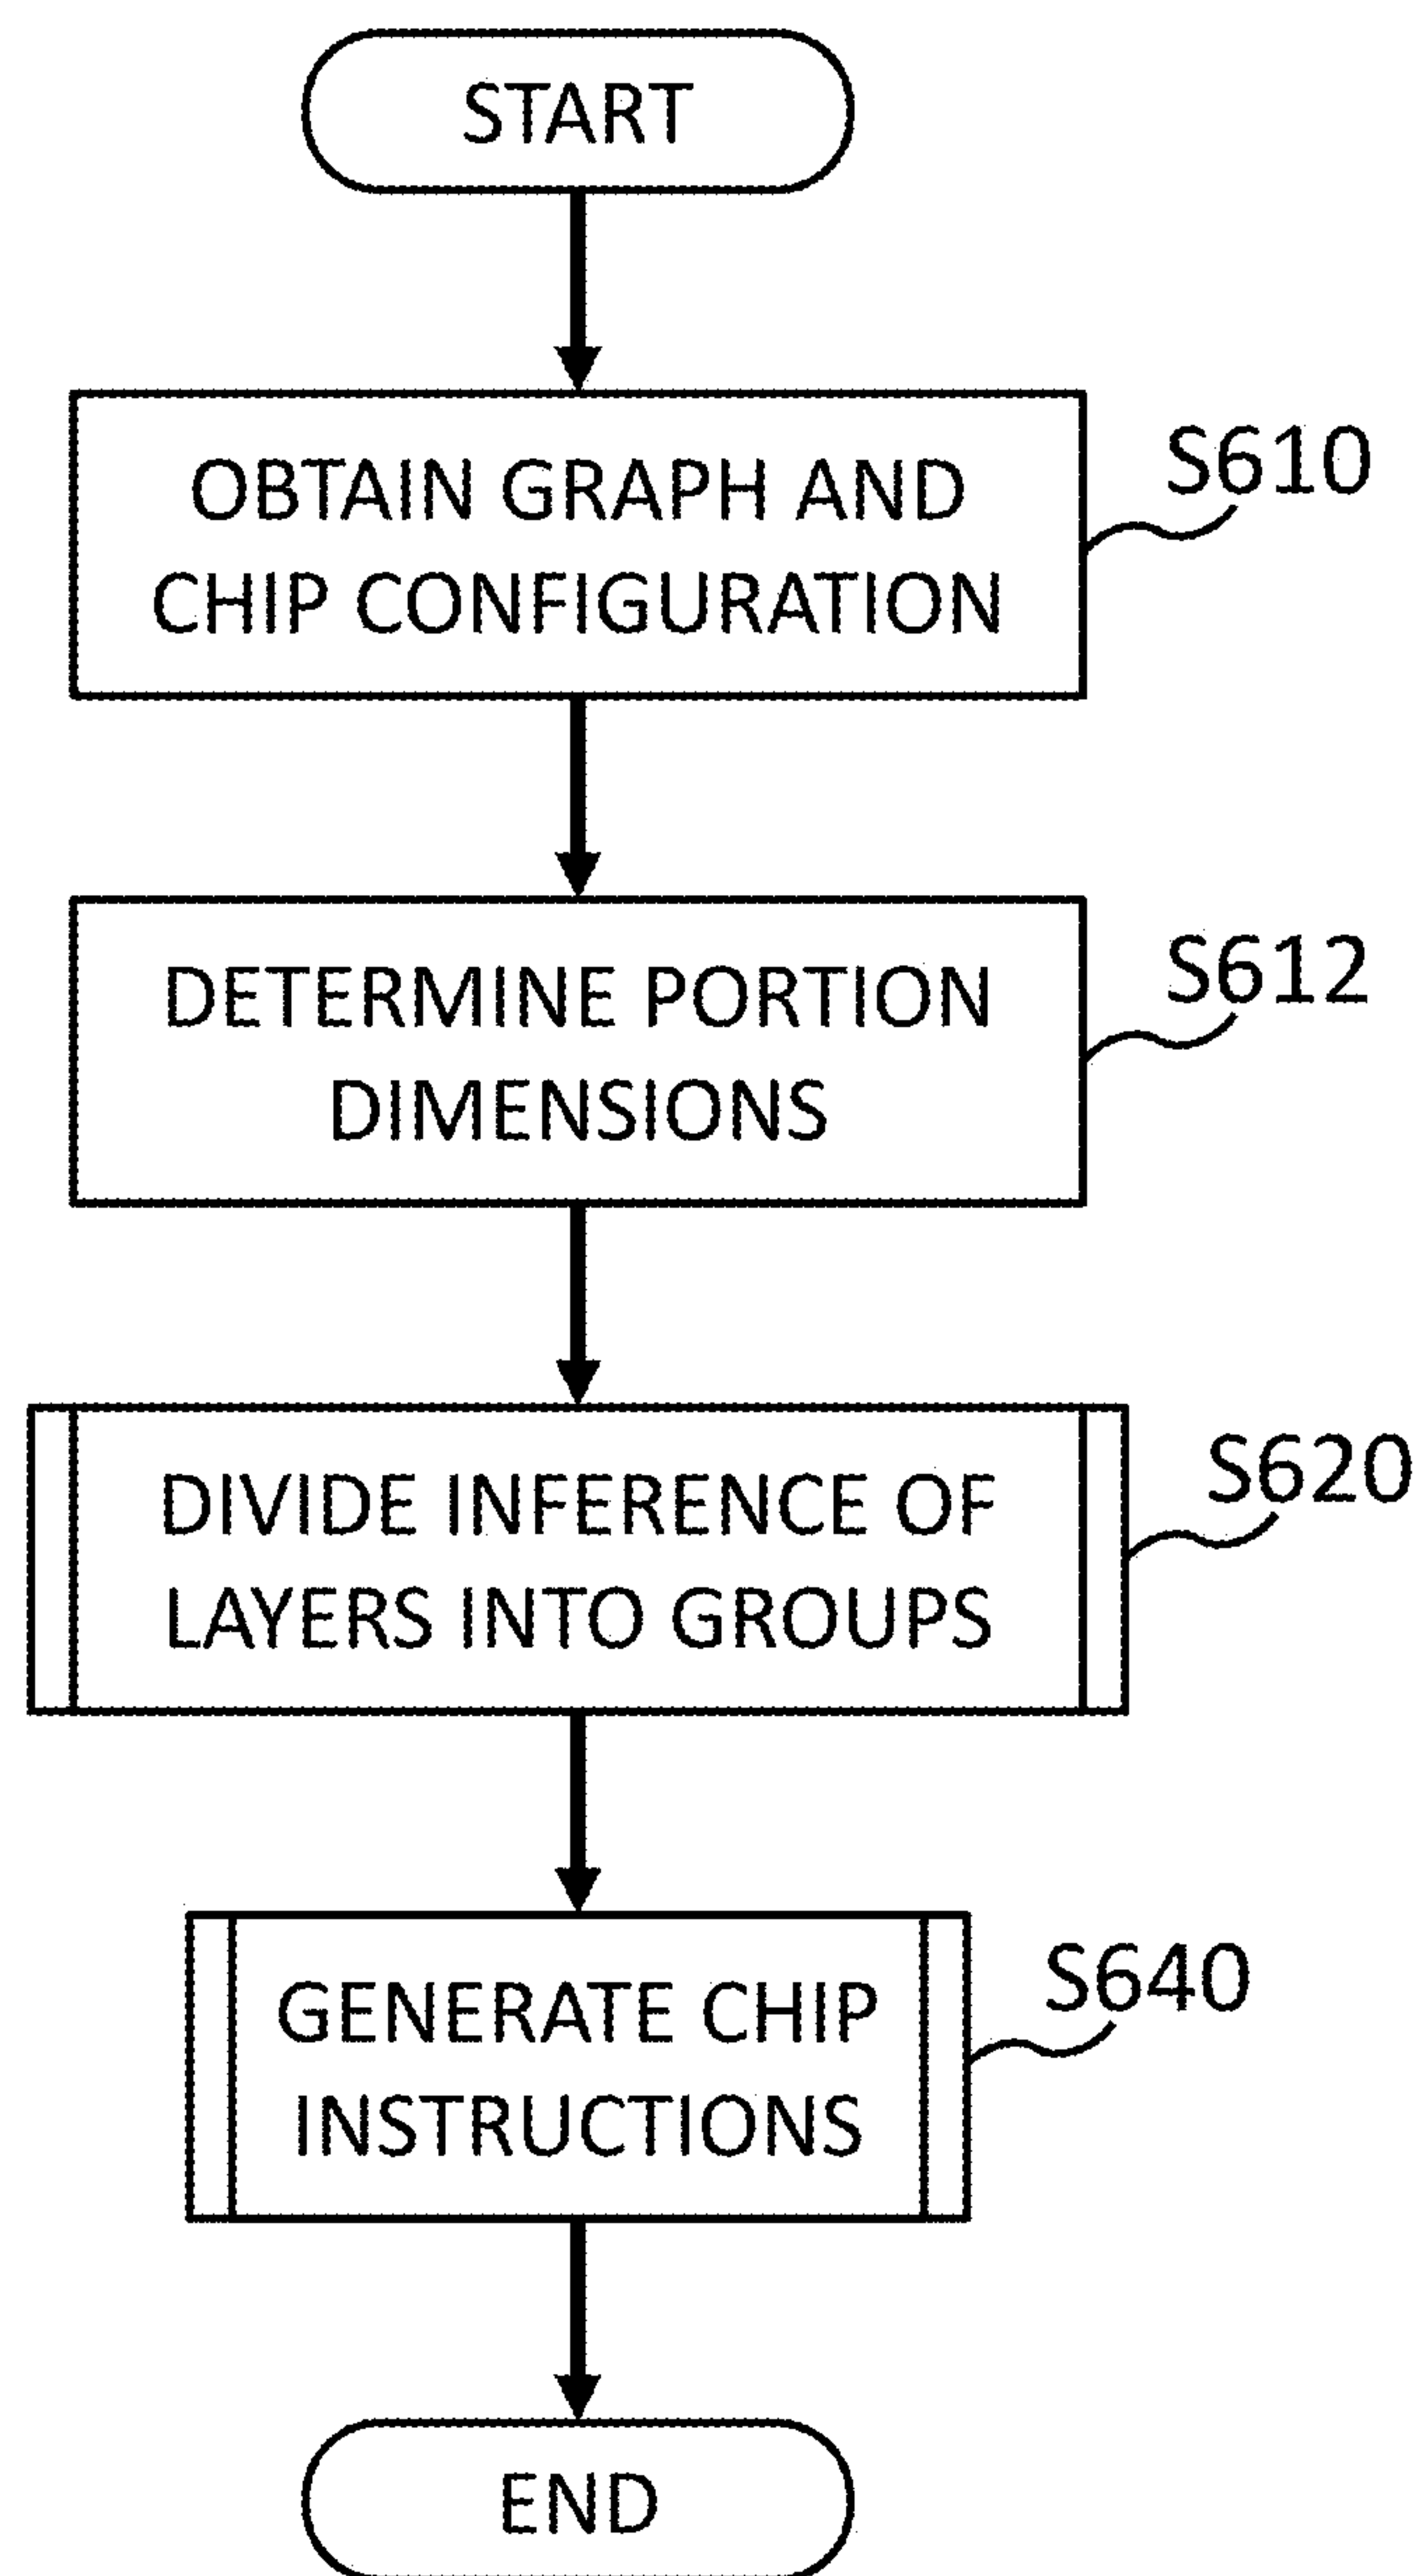 START
OBTAIN GRAPH AND
CHIP CONFIGURATION
S610
DETERMINE PORTION
DIMENSIONS
S612
DIVIDE INFERENCE OF
LAYERS INTO GROUPS
S620
GENERATE CHIP
INSTRUCTIONS
S640
END